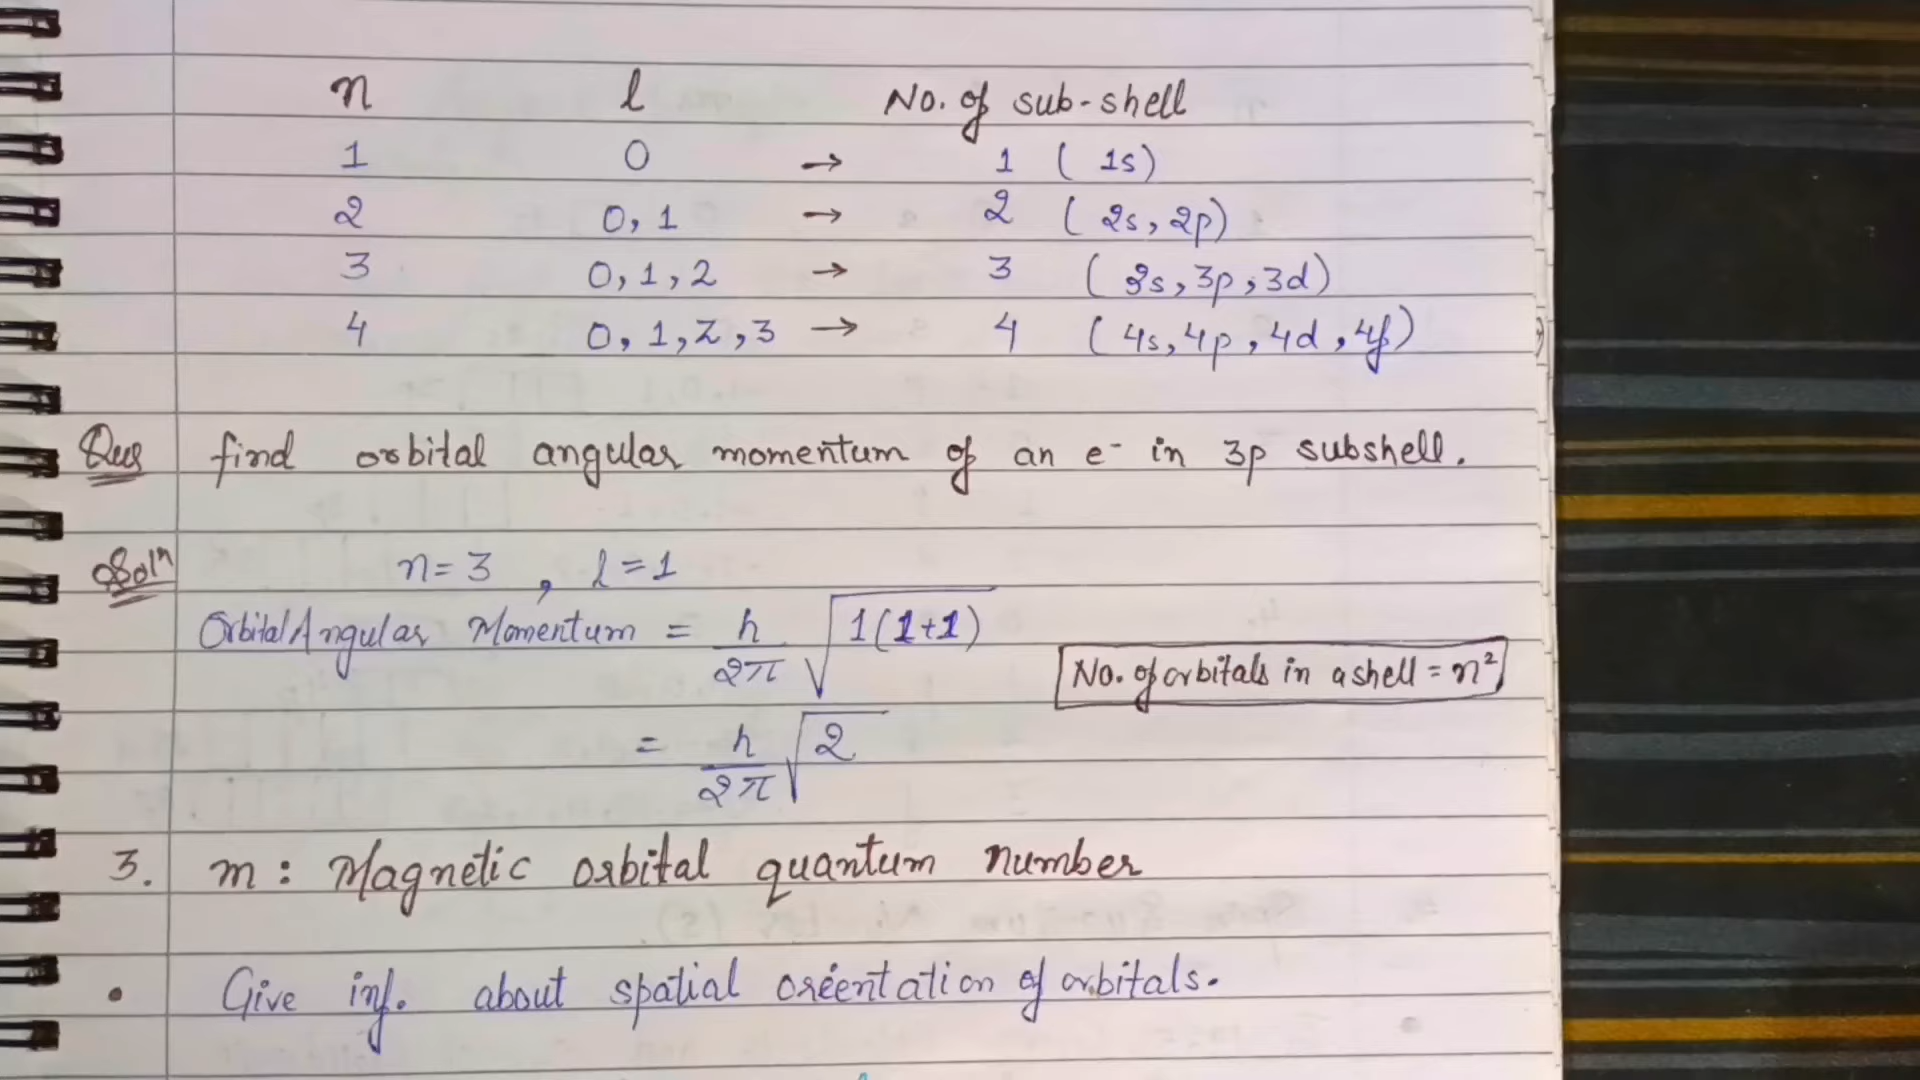 n l No. of sub-shell
1 0 → 1 (1s)
2 0, 1 → 2 (2s, 2p)
3 0, 1, 2 → 3 (3s, 3p, 3d)
4 0, 1, 2, 3 → 4 (4s, 4p, 4d, 4f)
Ques find orbital angular momentum of an e⁻ in 3p subshell.
Solⁿ n=3 , l=1
Orbital Angular Momentum = h/2π √1(1+1)
No. of orbitals in a shell = n²
= h/2π √2
3. m : Magnetic orbital quantum number
• Give inf. about spatial orientation of orbitals.